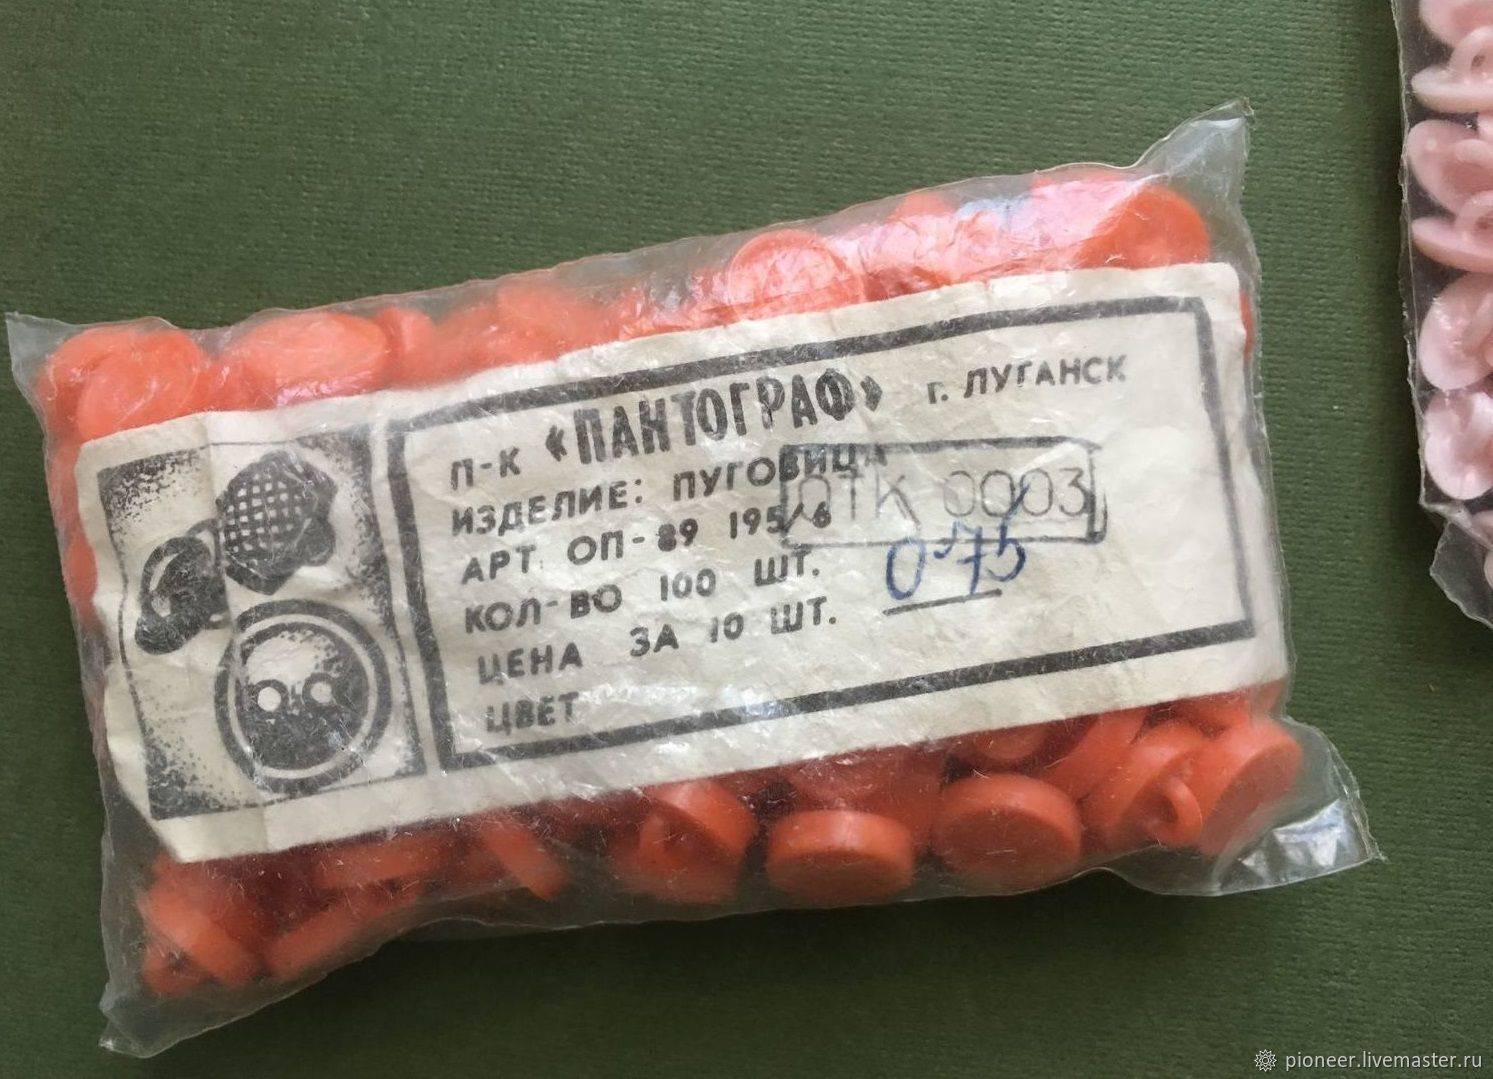 П-К «ПАНТОГРАФ» г. ЛУГАНСК
ИЗДЕЛИЕ: ПУГОВИЦА
ОТК 0003
АРТ. ОП-89 195/6
КОЛ-ВО 100 ШТ.
ЦЕНА ЗА 10 ШТ.
0-75
ЦВЕТ
pioneer.livemaster.ru